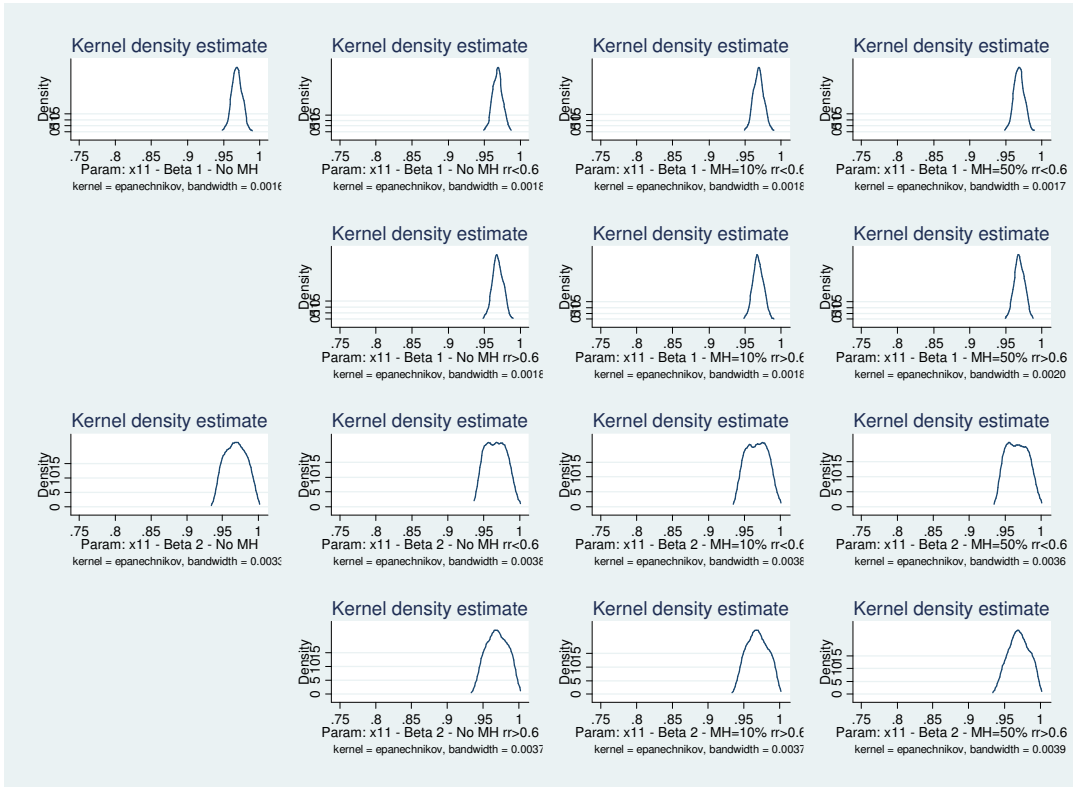 Kernel density estimate Kernel density estimate Kernel density estimate Kernel density estimate
Density Density Density Density
.75 .8 .85 .9 .95 1 .75 .8 .85 .9 .95 1 .75 .8 .85 .9 .95 1 .75 .8 .85 .9 .95 1
Param: x11 - Beta 1 - No MH Param: x11 - Beta 1 - No MH rr<0.6 Param: x11 - Beta 1 - MH=10% rr<0.6 Param: x11 - Beta 1 - MH=50% rr<0.6
kernel = epanechnikov, bandwidth = 0.0016 kernel = epanechnikov, bandwidth = 0.0018 kernel = epanechnikov, bandwidth = 0.0018 kernel = epanechnikov, bandwidth = 0.0017
Kernel density estimate Kernel density estimate Kernel density estimate
Density Density Density
.75 .8 .85 .9 .95 1 .75 .8 .85 .9 .95 1 .75 .8 .85 .9 .95 1
Param: x11 - Beta 1 - No MH rr>0.6 Param: x11 - Beta 1 - MH=10% rr>0.6 Param: x11 - Beta 1 - MH=50% rr>0.6
kernel = epanechnikov, bandwidth = 0.0018 kernel = epanechnikov, bandwidth = 0.0018 kernel = epanechnikov, bandwidth = 0.0020
Kernel density estimate Kernel density estimate Kernel density estimate Kernel density estimate
Density Density Density Density
0 5 10 15 0 5 10 15 0 5 10 15 0 5 10 15
.75 .8 .85 .9 .95 1 .75 .8 .85 .9 .95 1 .75 .8 .85 .9 .95 1 .75 .8 .85 .9 .95 1
Param: x11 - Beta 2 - No MH Param: x11 - Beta 2 - No MH rr<0.6 Param: x11 - Beta 2 - MH=10% rr<0.6 Param: x11 - Beta 2 - MH=50% rr<0.6
kernel = epanechnikov, bandwidth = 0.0033 kernel = epanechnikov, bandwidth = 0.0038 kernel = epanechnikov, bandwidth = 0.0038 kernel = epanechnikov, bandwidth = 0.0036
Kernel density estimate Kernel density estimate Kernel density estimate
Density Density Density
0 5 10 15 0 5 10 15 0 5 10 15
.75 .8 .85 .9 .95 1 .75 .8 .85 .9 .95 1 .75 .8 .85 .9 .95 1
Param: x11 - Beta 2 - No MH rr>0.6 Param: x11 - Beta 2 - MH=10% rr>0.6 Param: x11 - Beta 2 - MH=50% rr>0.6
kernel = epanechnikov, bandwidth = 0.0037 kernel = epanechnikov, bandwidth = 0.0037 kernel = epanechnikov, bandwidth = 0.0039